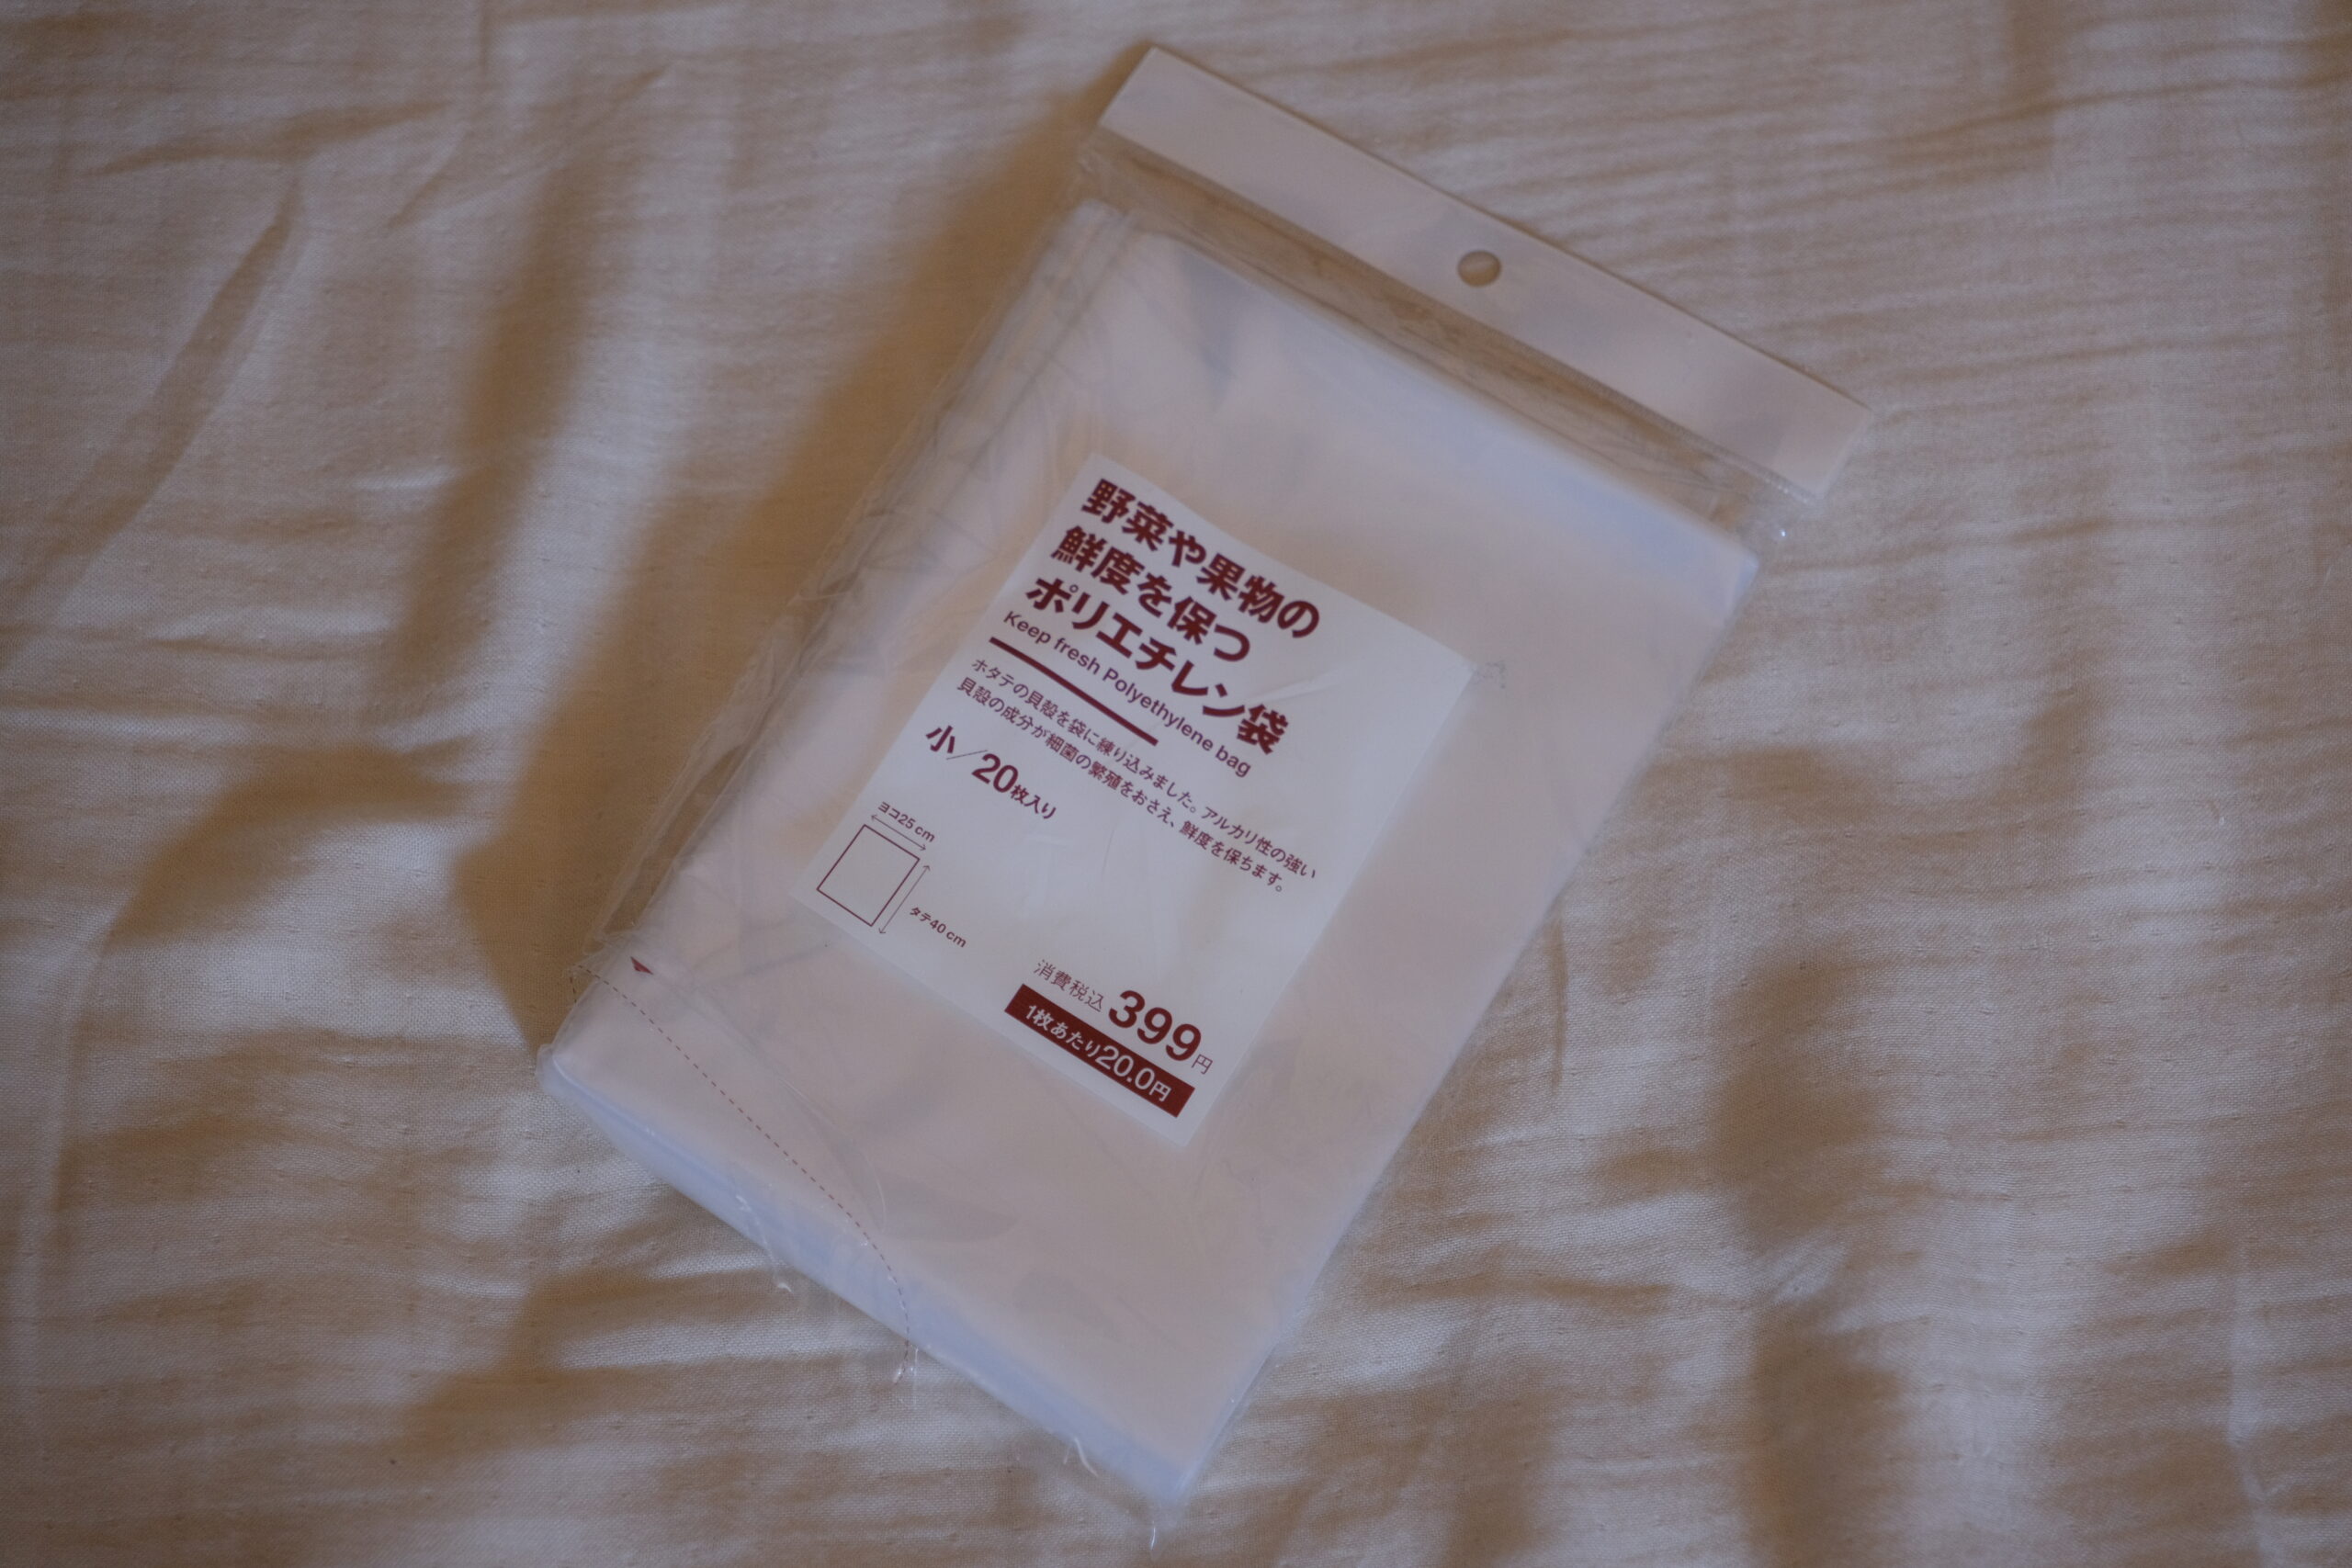 野菜や果物の
鮮度を保つ
ポリエチレン袋
Keep fresh Polyethylene bag
ホタテの貝殻を袋に練り込みました。アルカリ性の強い
貝殻の成分が細菌の繁殖をおさえ、鮮度を保ちます。
小／20枚入り
ヨコ25cm
タテ40cm
消費税込 399円
1枚あたり20.0円